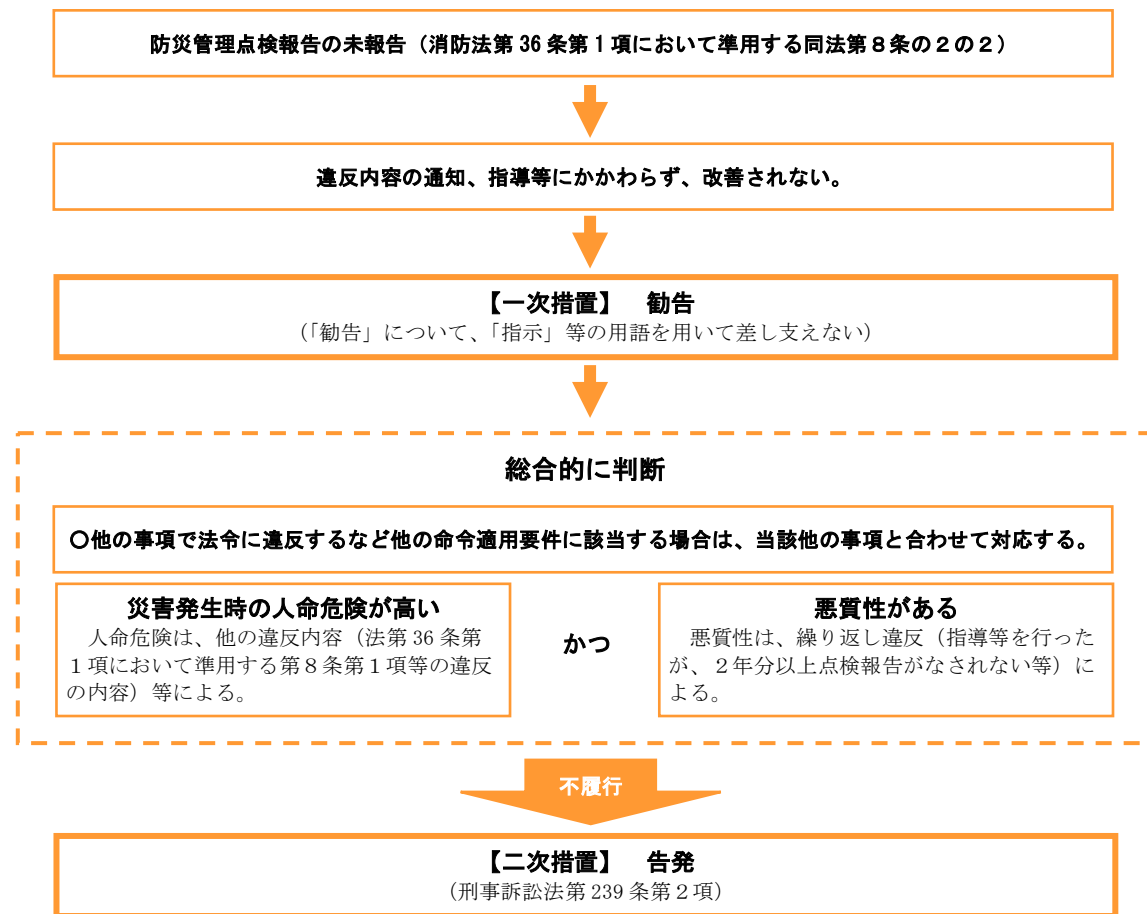 防災管理点検報告の未報告（消防法第 36 条第１項において準用する同法第８条の２の２）
違反内容の通知、指導等にかかわらず、改善されない。
【一次措置】　勧告
（「勧告」について、「指示」等の用語を用いて差し支えない）
総合的に判断
〇他の事項で法令に違反するなど他の命令適用要件に該当する場合は、当該他の事項と合わせて対応する。
災害発生時の人命危険が高い
人命危険は、他の違反内容（法第 36 条第
１項において準用する第８条第１項等の違反
の内容）等による。
かつ
悪質性がある
悪質性は、繰り返し違反（指導等を行った
が、２年分以上点検報告がなされない等）に
よる。
不履行
【二次措置】　告発
（刑事訴訟法第 239 条第２項）